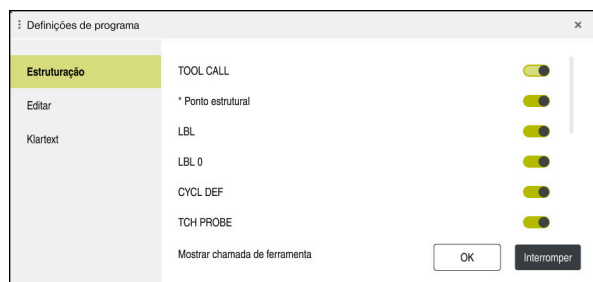 Definições de programa
Estruturação
Editar
Klartext
TOOL CALL
* Ponto estrutural
LBL
LBL 0
CYCL DEF
TCH PROBE
Mostrar chamada de ferramenta
OK
Interromper